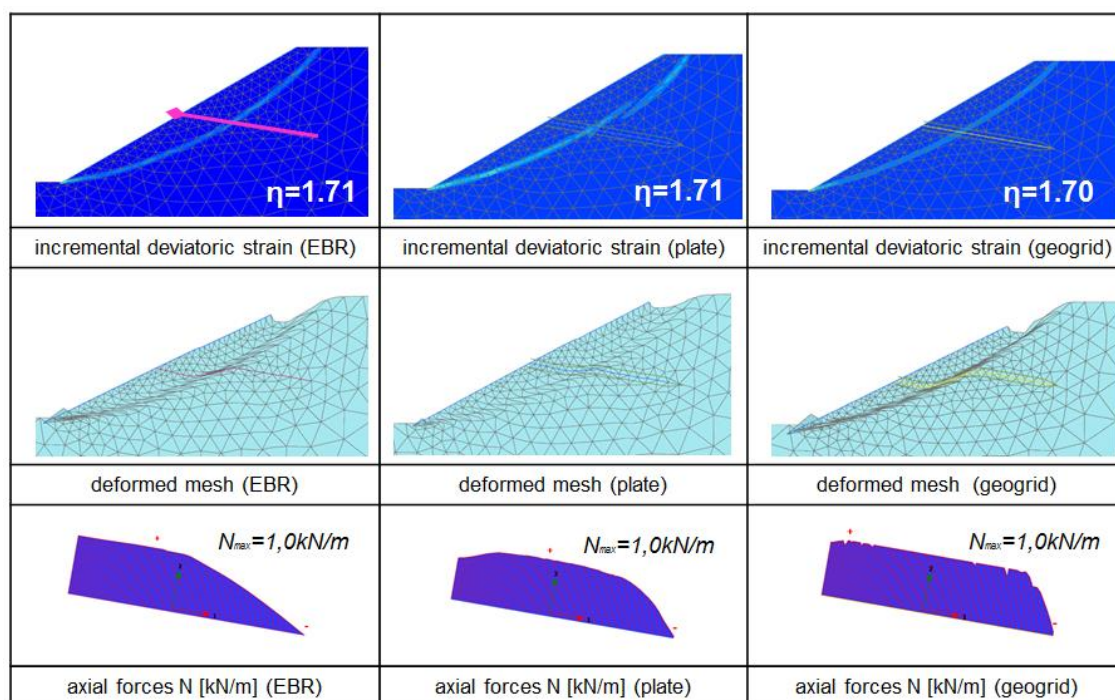 η=1.71
η=1.71
η=1.70
incremental deviatoric strain (EBR)
incremental deviatoric strain (plate)
incremental deviatoric strain (geogrid)
deformed mesh (EBR)
deformed mesh (plate)
deformed mesh (geogrid)
Nmax=1,0kN/m
Nmax=1,0kN/m
Nmax=1,0kN/m
axial forces N [kN/m] (EBR)
axial forces N [kN/m] (plate)
axial forces N [kN/m] (geogrid)